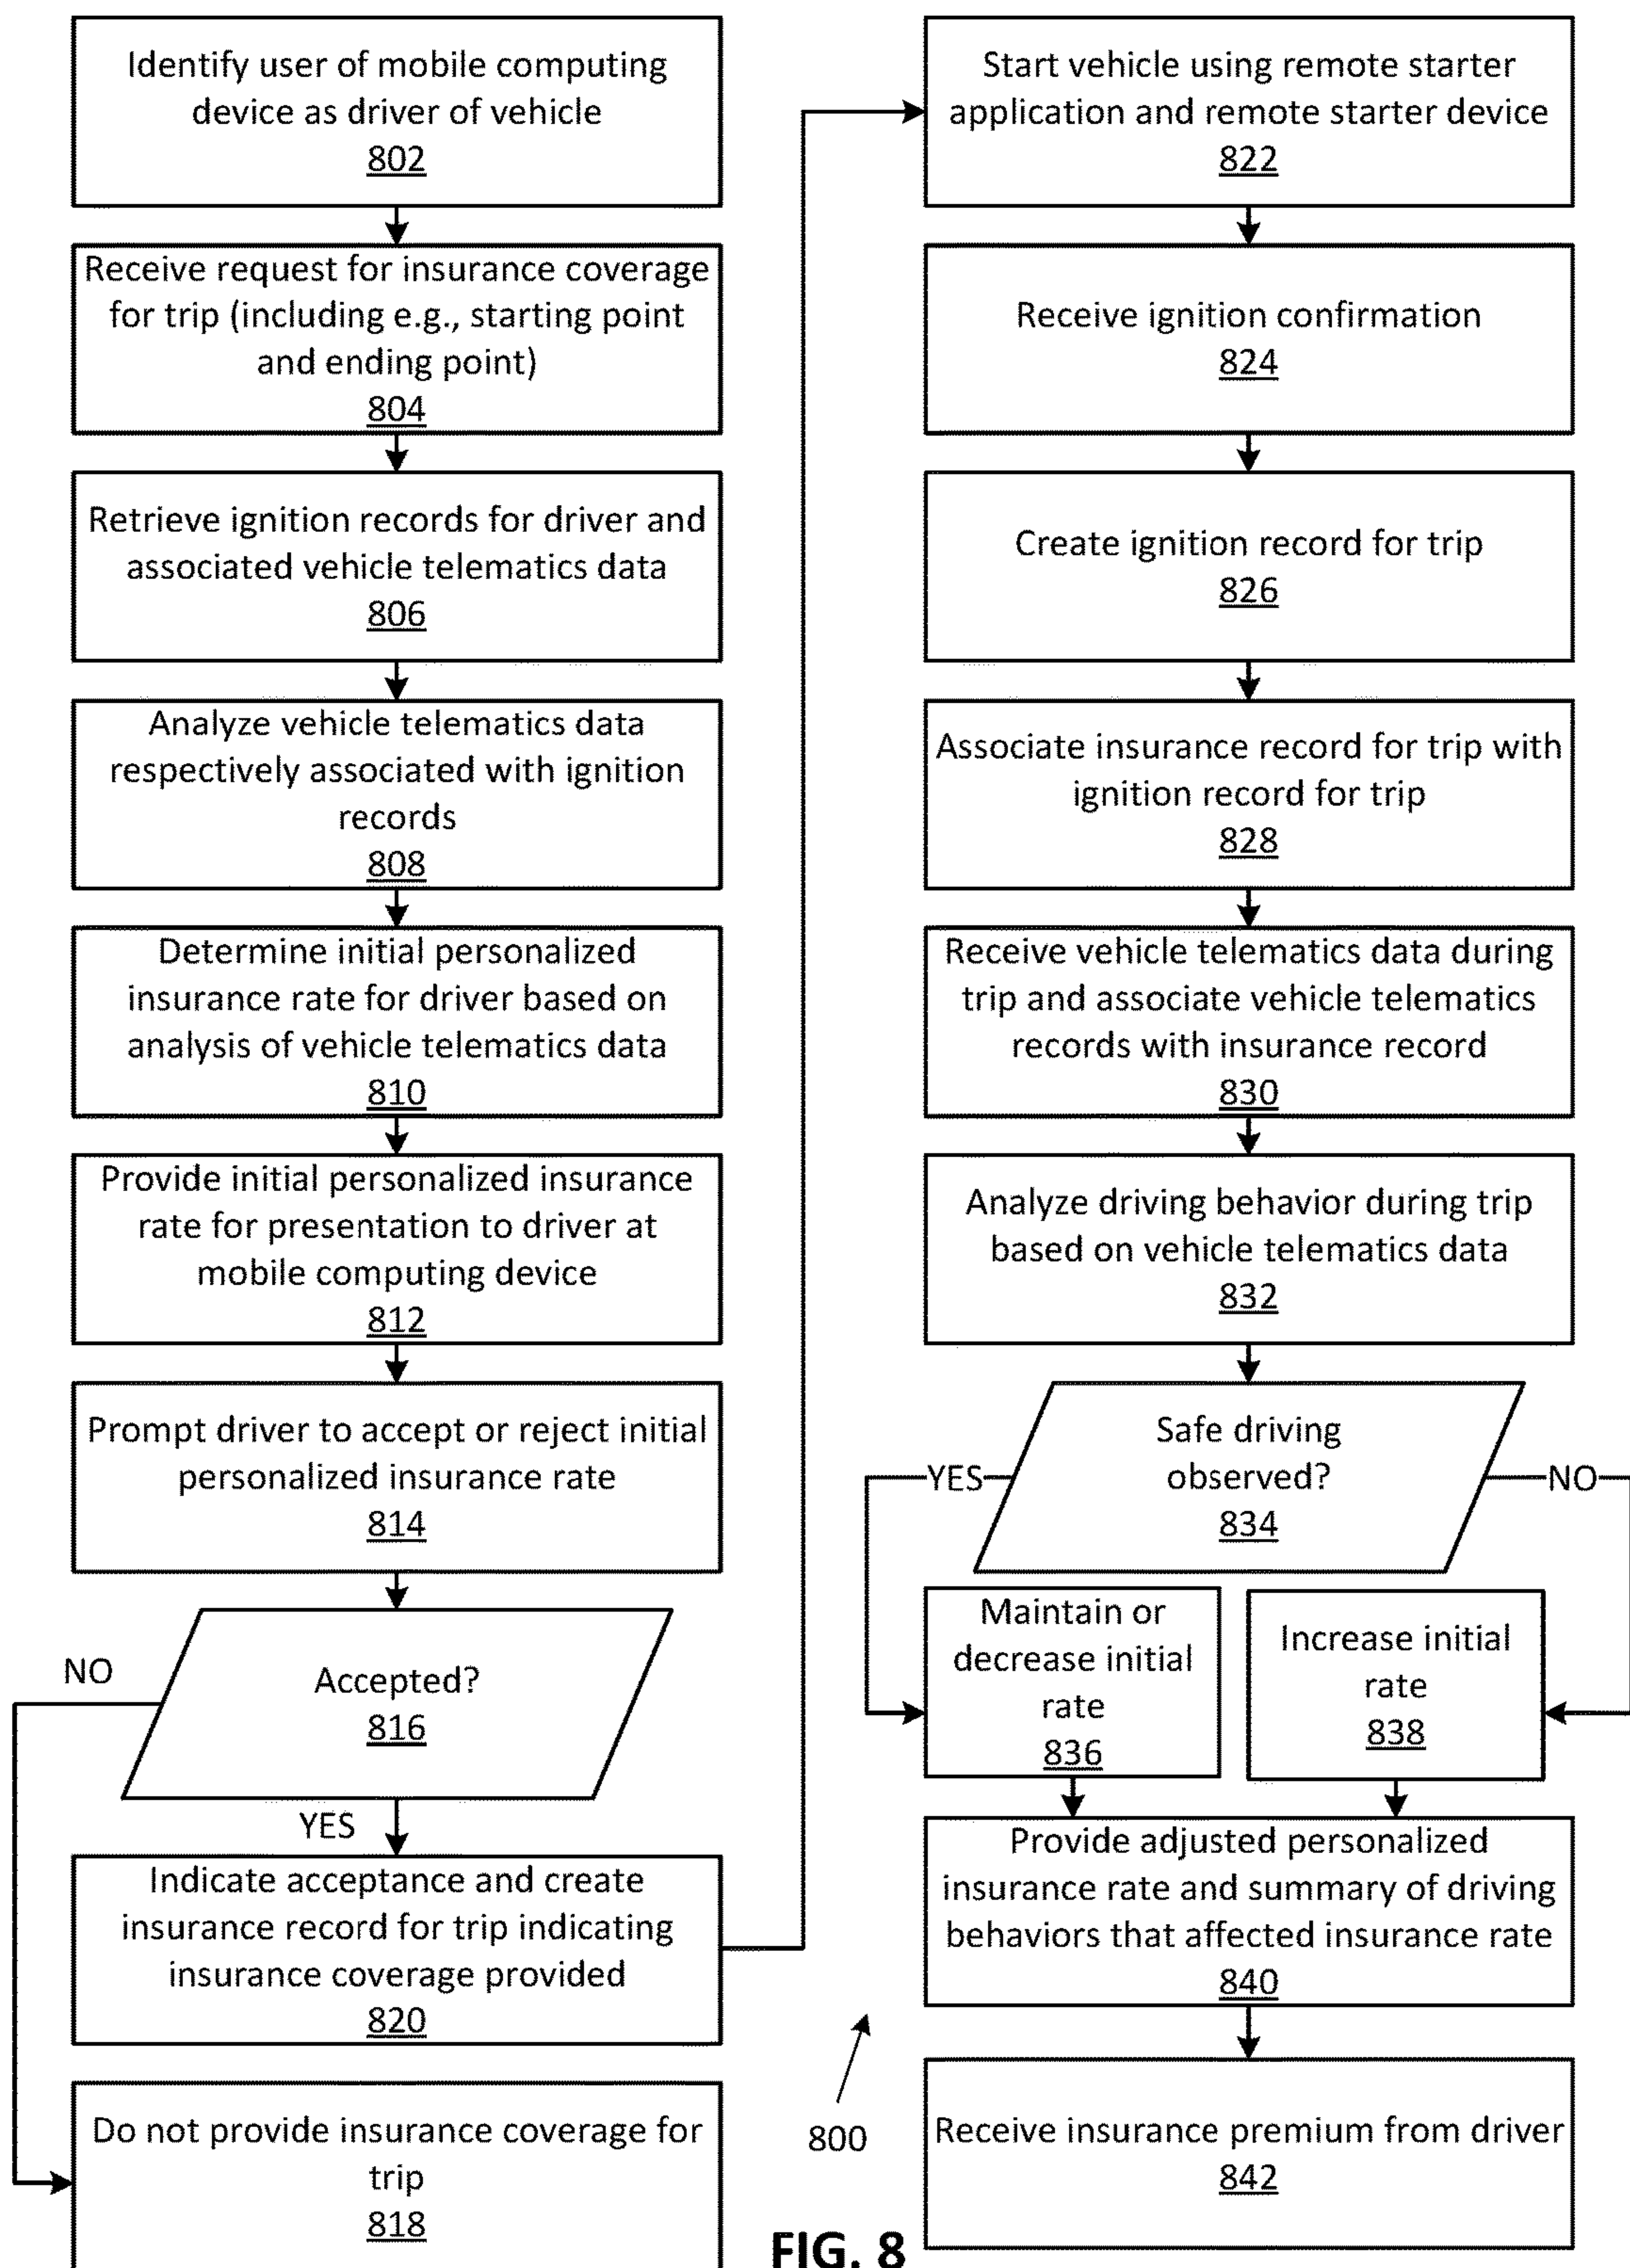 Identify user of mobile computing
device as driver of vehicle
802
Receive request for insurance coverage
for trip (including e.g., starting point
and ending point)
804
Retrieve ignition records for driver and
associated vehicle telematics data
806
Analyze vehicle telematics data
respectively associated with ignition
records
808
Determine initial personalized
insurance rate for driver based on
analysis of vehicle telematics data
810
Provide initial personalized insurance
rate for presentation to driver at
mobile computing device
812
Prompt driver to accept or reject initial
personalized insurance rate
814
Accepted?
816
NO
YES
Indicate acceptance and create
insurance record for trip indicating
insurance coverage provided
820
Do not provide insurance coverage for
trip
818
Start vehicle using remote starter
application and remote starter device
822
Receive ignition confirmation
824
Create ignition record for trip
826
Associate insurance record for trip with
ignition record for trip
828
Receive vehicle telematics data during
trip and associate vehicle telematics
records with insurance record
830
Analyze driving behavior during trip
based on vehicle telematics data
832
Safe driving
observed?
834
YES
NO
Maintain or
decrease initial
rate
836
Increase initial
rate
838
Provide adjusted personalized
insurance rate and summary of driving
behaviors that affected insurance rate
840
Receive insurance premium from driver
842
800
FIG. 8